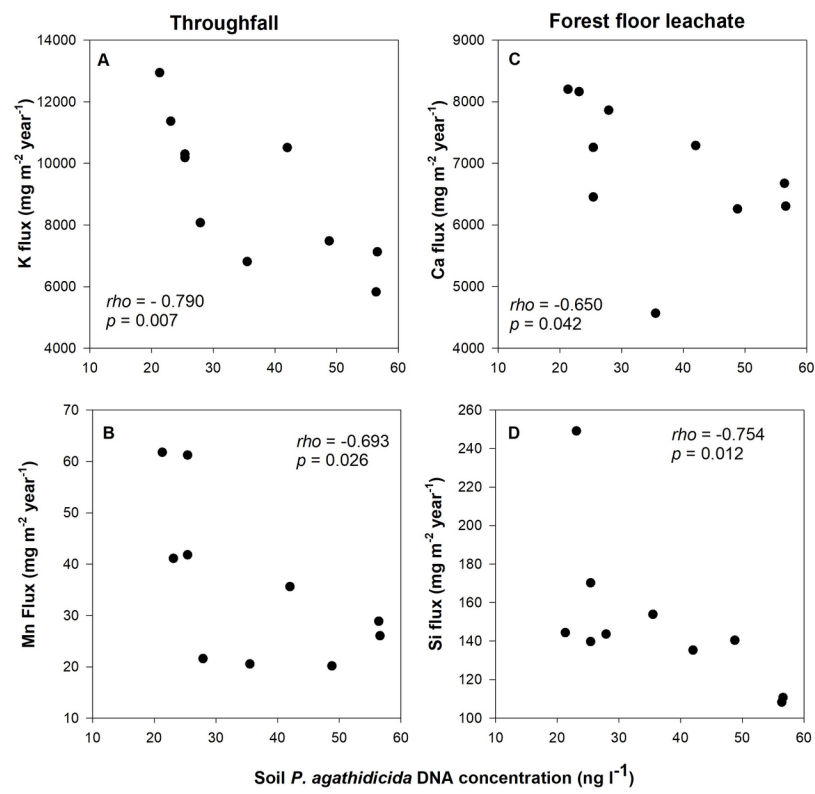 Throughfall
Forest floor leachate
14000
12000
10000
8000
6000
4000
A
K flux (mg m⁻² year⁻¹)
rho = - 0.790
p = 0.007
10 20 30 40 50 60
9000
8000
7000
6000
5000
4000
C
Ca flux (mg m⁻² year⁻¹)
rho = -0.650
p = 0.042
10 20 30 40 50 60
70
60
50
40
30
20
10
B
Mn Flux (mg m⁻² year⁻¹)
rho = -0.693
p = 0.026
10 20 30 40 50 60
260
240
220
200
180
160
140
120
100
D
Si flux (mg m⁻² year⁻¹)
rho = -0.754
p = 0.012
10 20 30 40 50 60
Soil P. agathidicida DNA concentration (ng l⁻¹)